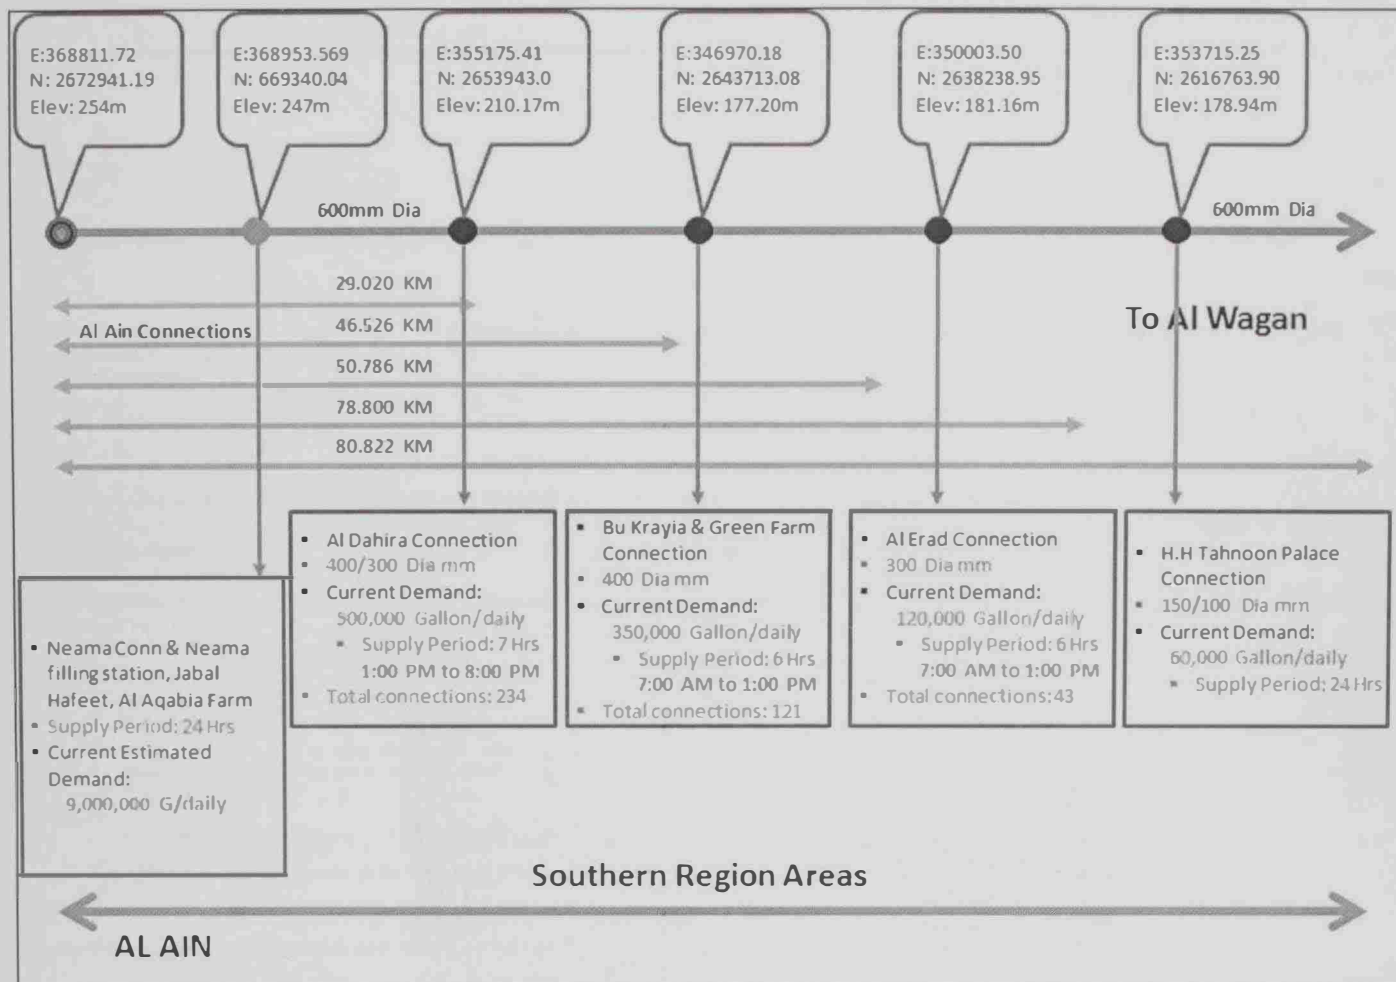 E:368811.72
N: 2672941.19
Elev: 254m
E:368953.569
N: 669340.04
Elev: 247m
E:355175.41
N: 2653943.0
Elev: 210.17m
E:346970.18
N: 2643713.08
Elev: 177.20m
E:350003.50
N: 2638238.95
Elev: 181.16m
E:353715.25
N: 2616763.90
Elev: 178.94m
600mm Dia
600mm Dia
29.020 KM
Al Ain Connections
46.526 KM
50.786 KM
78.800 KM
80.822 KM
To Al Wagan
▪ Neama Conn & Neama
filling station, Jabal
Hafeet, Al Aqabia Farm
▪ Supply Period: 24 Hrs
▪ Current Estimated
Demand:
9,000,000 G/daily
▪ Al Dahira Connection
▪ 400/300 Dia mm
▪ Current Demand:
500,000 Gallon/daily
▪ Supply Period: 7 Hrs
1:00 PM to 8:00 PM
▪ Total connections: 234
▪ Bu Krayia & Green Farm
Connection
▪ 400 Dia mm
▪ Current Demand:
350,000 Gallon/daily
▪ Supply Period: 6 Hrs
7:00 AM to 1:00 PM
▪ Total connections: 121
▪ Al Erad Connection
▪ 300 Dia mm
▪ Current Demand:
120,000 Gallon/daily
▪ Supply Period: 6 Hrs
7:00 AM to 1:00 PM
▪ Total connections: 43
▪ H.H Tahnoon Palace
Connection
▪ 150/100 Dia mm
▪ Current Demand:
60,000 Gallon/daily
▪ Supply Period: 24 Hrs
Southern Region Areas
AL AIN